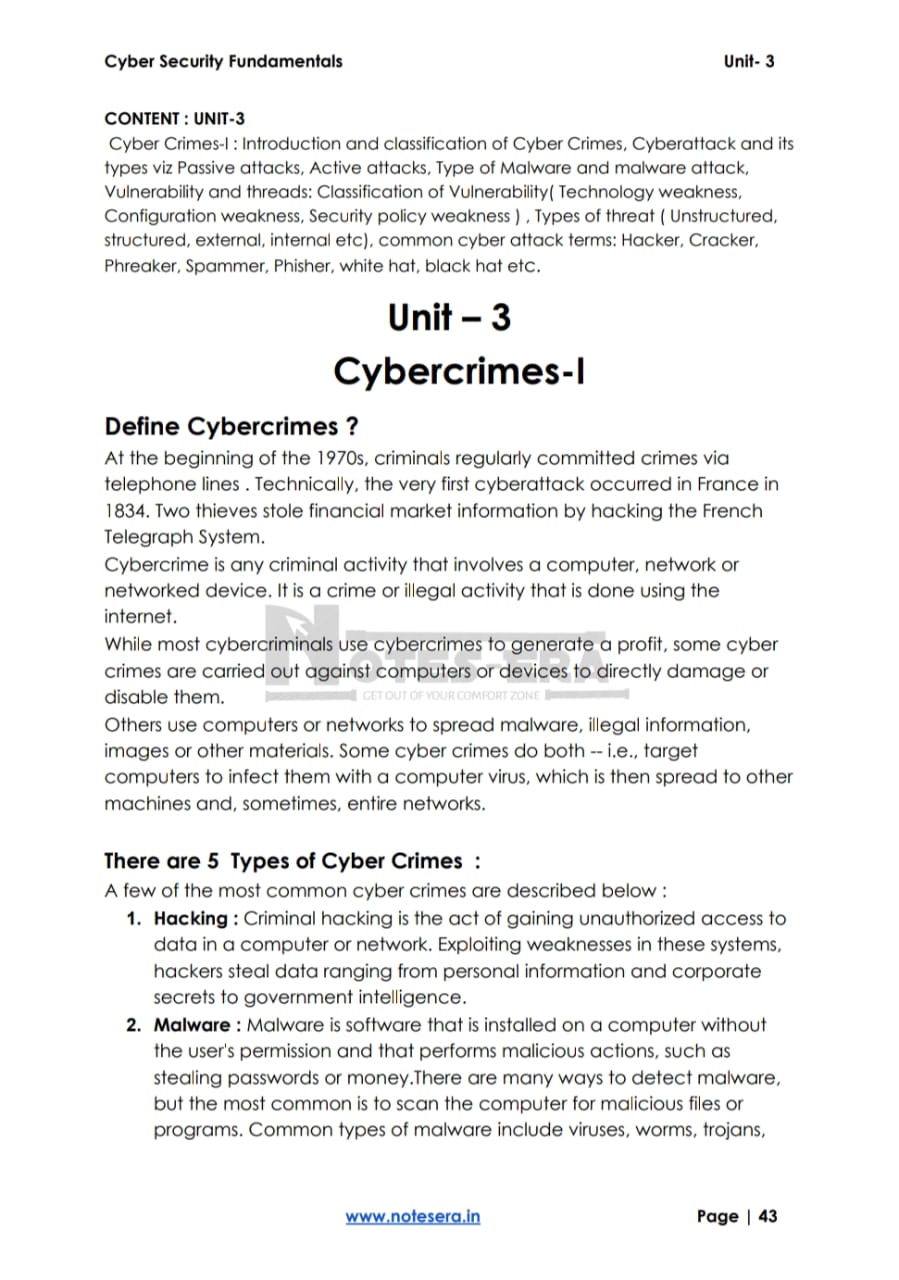 Cyber Security Fundamentals Unit- 3
CONTENT : UNIT-3
Cyber Crimes-I : Introduction and classification of Cyber Crimes, Cyberattack and its
types viz Passive attacks, Active attacks, Type of Malware and malware attack,
Vulnerability and threads: Classification of Vulnerability( Technology weakness,
Configuration weakness, Security policy weakness ) , Types of threat ( Unstructured,
structured, external, internal etc), common cyber attack terms: Hacker, Cracker,
Phreaker, Spammer, Phisher, white hat, black hat etc.
Unit – 3
Cybercrimes-I
Define Cybercrimes ?
At the beginning of the 1970s, criminals regularly committed crimes via
telephone lines . Technically, the very first cyberattack occurred in France in
1834. Two thieves stole financial market information by hacking the French
Telegraph System.
Cybercrime is any criminal activity that involves a computer, network or
networked device. It is a crime or illegal activity that is done using the
internet.
While most cybercriminals use cybercrimes to generate a profit, some cyber
crimes are carried out against computers or devices to directly damage or
disable them.
NOTES-ERA
GET OUT OF YOUR COMFORT ZONE
Others use computers or networks to spread malware, illegal information,
images or other materials. Some cyber crimes do both -- i.e., target
computers to infect them with a computer virus, which is then spread to other
machines and, sometimes, entire networks.
There are 5  Types of Cyber Crimes  :
A few of the most common cyber crimes are described below :
1. Hacking : Criminal hacking is the act of gaining unauthorized access to
data in a computer or network. Exploiting weaknesses in these systems,
hackers steal data ranging from personal information and corporate
secrets to government intelligence.
2. Malware : Malware is software that is installed on a computer without
the user's permission and that performs malicious actions, such as
stealing passwords or money.There are many ways to detect malware,
but the most common is to scan the computer for malicious files or
programs. Common types of malware include viruses, worms, trojans,
www.notesera.in Page | 43